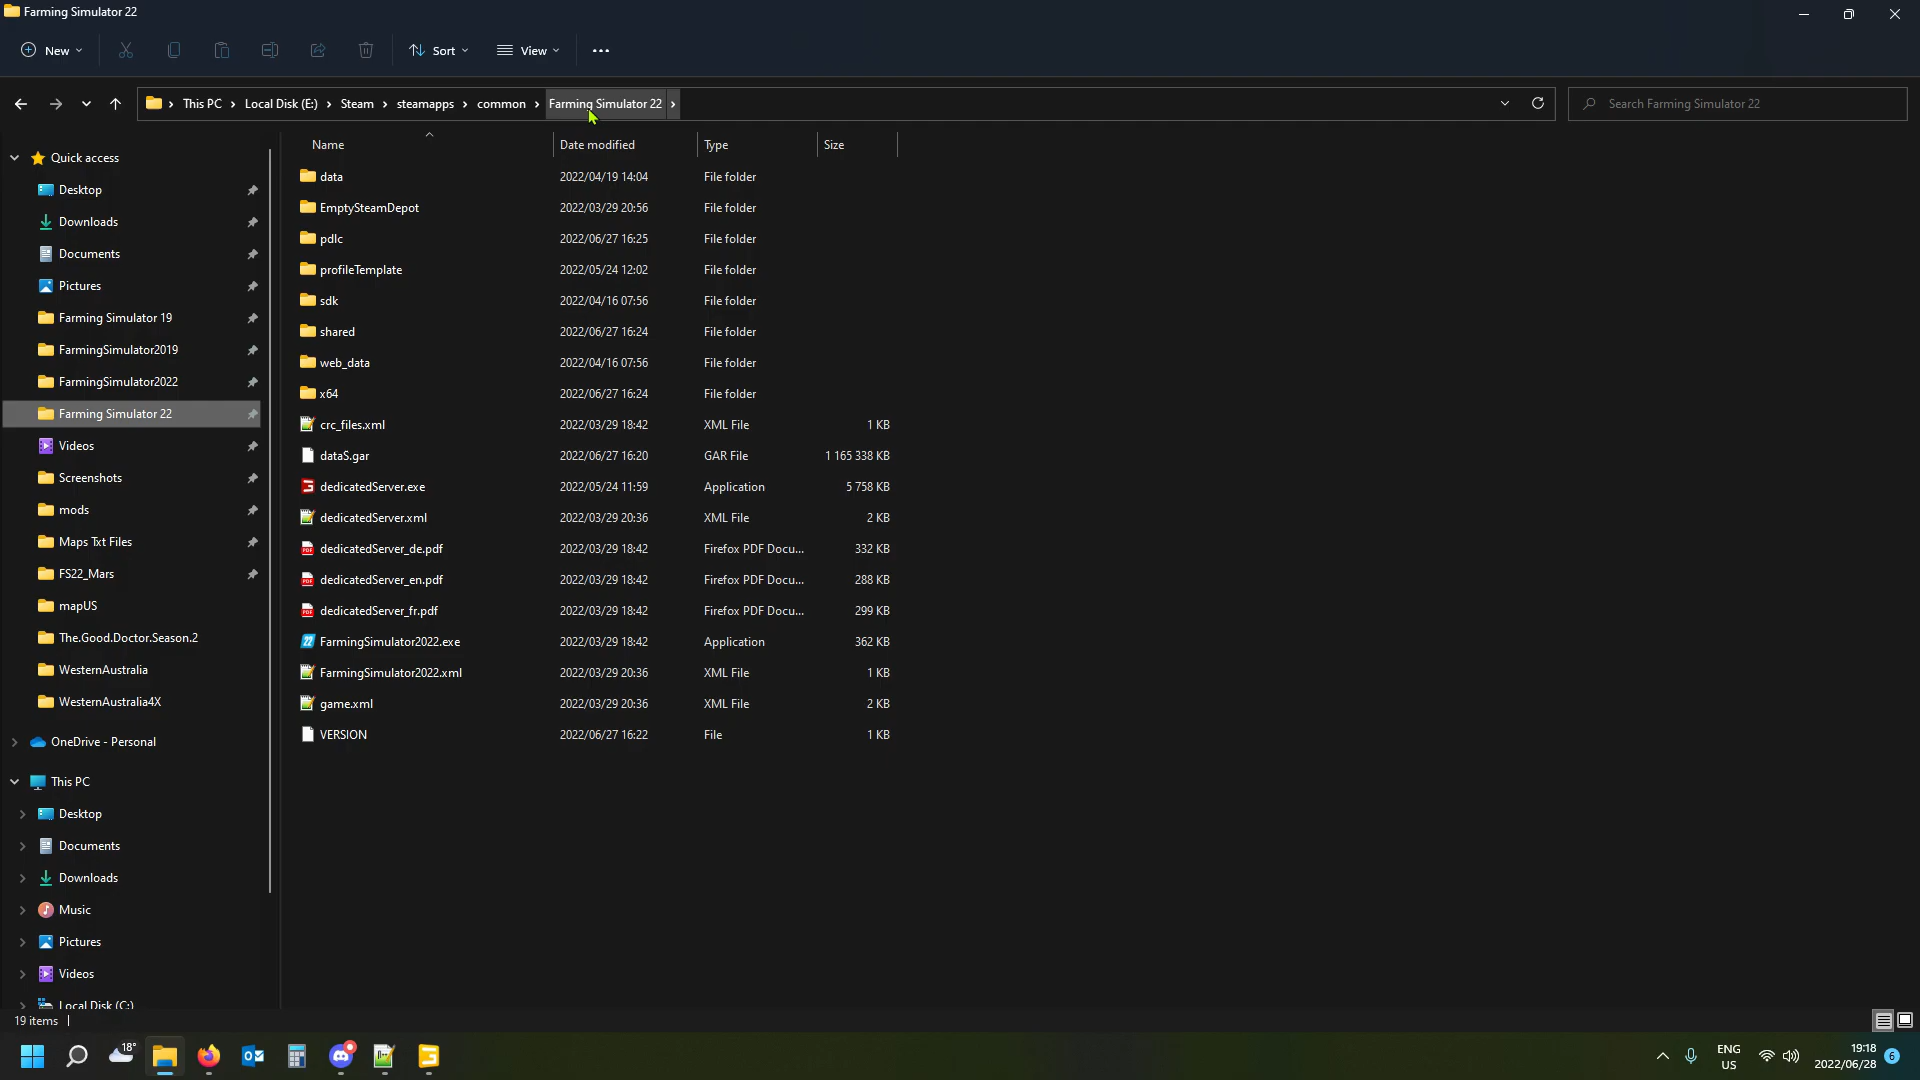 Farming Simulator 22
New Sort View
This PC Local Disk (E:) Steam steamapps common Farming Simulator 22 Search Farming Simulator 22
Name Date modified Type Size
Quick access
Desktop
Downloads
Documents
Pictures
Farming Simulator 19
FarmingSimulator2019
FarmingSimulator2022
Farming Simulator 22
Videos
Screenshots
mods
Maps Txt Files
FS22_Mars
mapUS
The.Good.Doctor.Season.2
WesternAustralia
WesternAustralia4X
OneDrive - Personal
This PC
Desktop
Documents
Downloads
Music
Pictures
Videos
Local Disk (C:)
data 2022/04/19 14:04 File folder
EmptySteamDepot 2022/03/29 20:56 File folder
pdlc 2022/06/27 16:25 File folder
profileTemplate 2022/05/24 12:02 File folder
sdk 2022/04/16 07:56 File folder
shared 2022/06/27 16:24 File folder
web_data 2022/04/16 07:56 File folder
x64 2022/06/27 16:24 File folder
crc_files.xml 2022/03/29 18:42 XML File 1 KB
dataS.gar 2022/06/27 16:20 GAR File 1 165 338 KB
dedicatedServer.exe 2022/05/24 11:59 Application 5 758 KB
dedicatedServer.xml 2022/03/29 20:36 XML File 2 KB
dedicatedServer_de.pdf 2022/03/29 18:42 Firefox PDF Docu... 332 KB
dedicatedServer_en.pdf 2022/03/29 18:42 Firefox PDF Docu... 288 KB
dedicatedServer_fr.pdf 2022/03/29 18:42 Firefox PDF Docu... 299 KB
FarmingSimulator2022.exe 2022/03/29 18:42 Application 362 KB
FarmingSimulator2022.xml 2022/03/29 20:36 XML File 1 KB
game.xml 2022/03/29 20:36 XML File 2 KB
VERSION 2022/06/27 16:22 File 1 KB
19 items
18°
ENG
US
19:18
2022/06/28
6